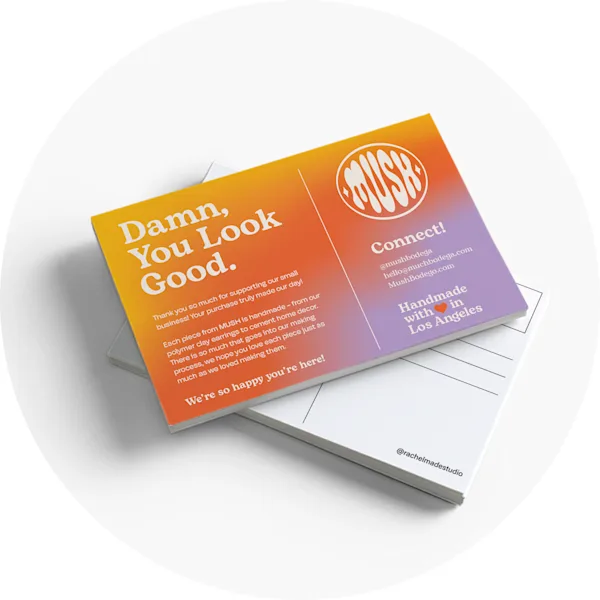 Damn,
You Look
Good.
Thank you so much for supporting our small
business! Your purchase truly made our day!
Each piece from MUSH is handmade – from our
polymer clay earrings to cement home decor.
There is so much that goes into our making
process, we hope you love each piece just as
much as we loved making them.
We're so happy you're here!
MUSH
Connect!
@mushbodega
hello@muchbodega.com
MushBodega.com
Handmade
with in
Los Angeles
@rachelmadestudio